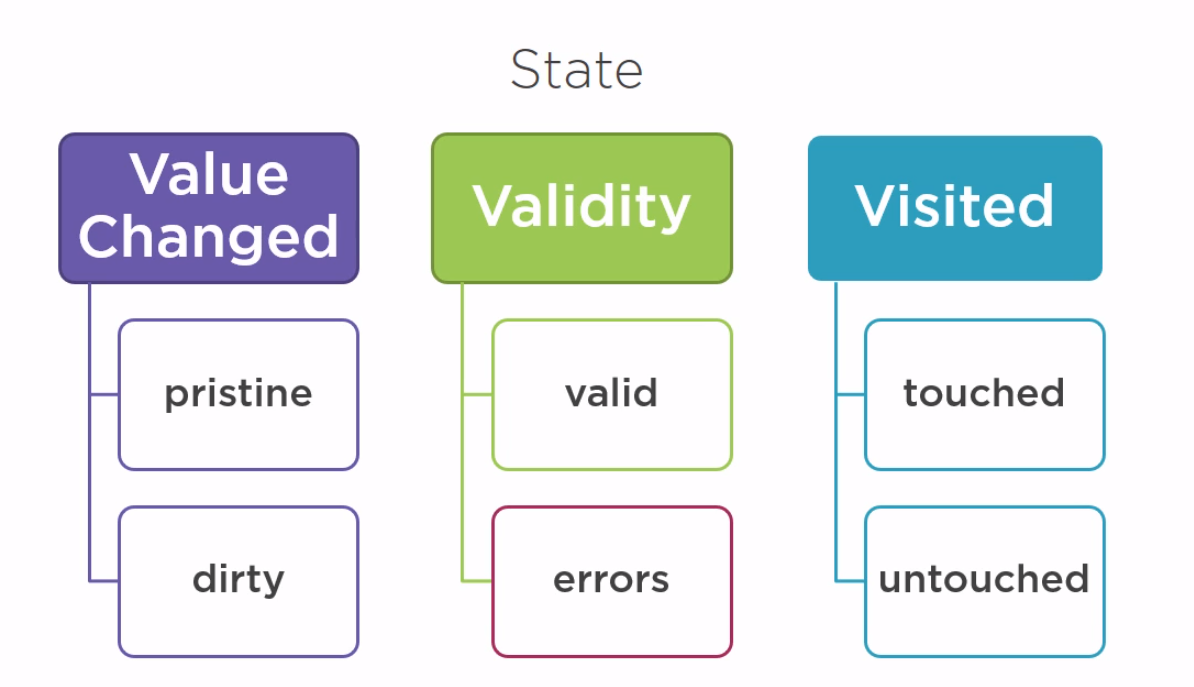 State
Value
Changed
Validity
Visited
pristine
valid
touched
dirty
errors
untouched